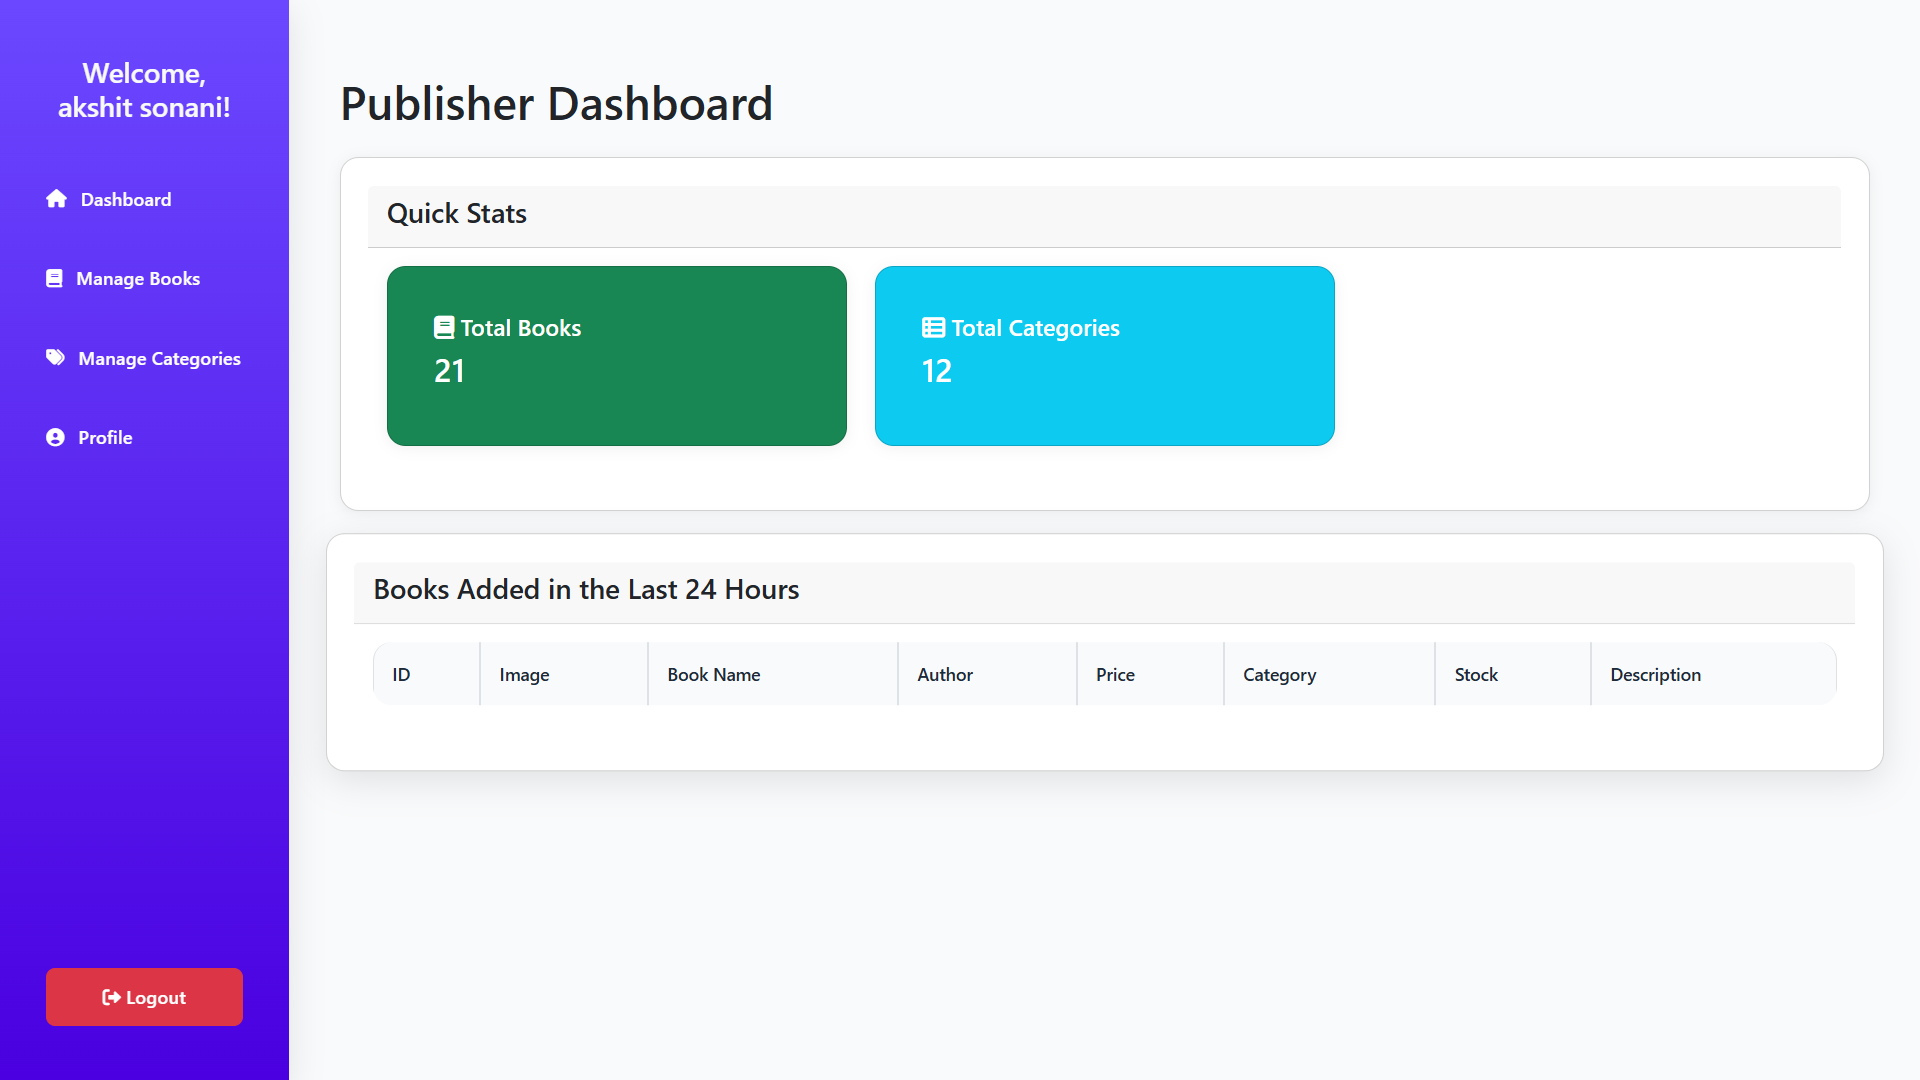 Welcome,
akshit sonani!
Dashboard
Manage Books
Manage Categories
Profile
Logout
Publisher Dashboard
Quick Stats
Total Books
21
Total Categories
12
Books Added in the Last 24 Hours
ID Image Book Name Author Price Category Stock Description